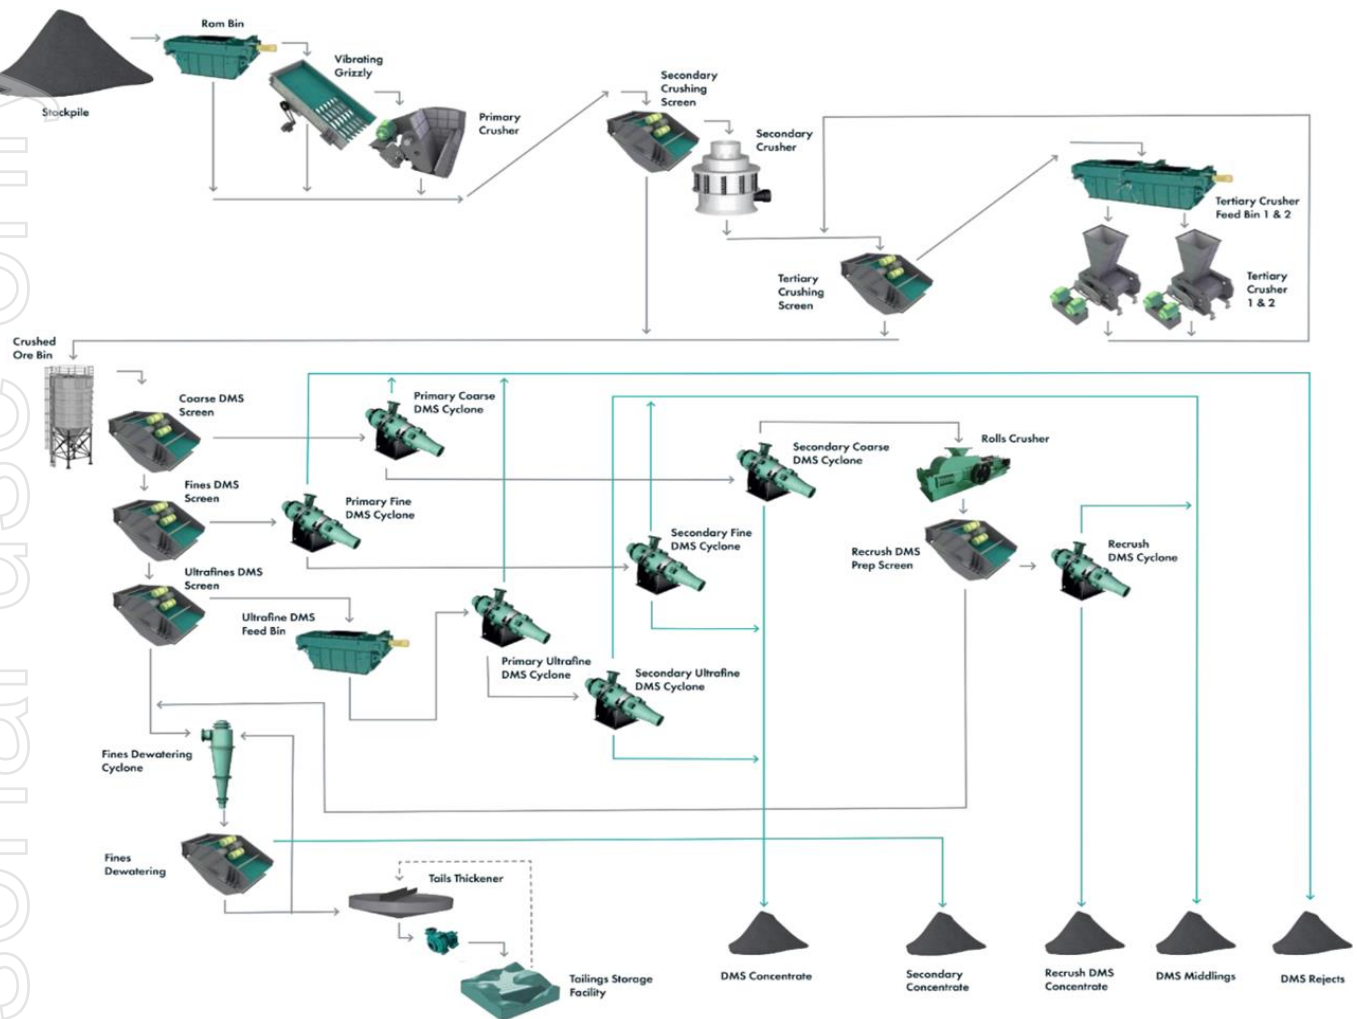 Rom Bin
Vibrating
Grizzly
Stockpile
Primary
Crusher
Secondary
Crushing
Screen
Secondary
Crusher
Tertiary Crusher
Feed Bin 1 & 2
Tertiary
Crushing
Screen
Tertiary
Crusher
1 & 2
Crushed
Ore Bin
Coarse DMS
Screen
Primary Coarse
DMS Cyclone
Secondary Coarse
DMS Cyclone
Rolls Crusher
Fines DMS
Screen
Primary Fine
DMS Cyclone
Secondary Fine
DMS Cyclone
Recrush DMS
Prep Screen
Recrush
DMS Cyclone
Ultrafines DMS
Screen
Ultrafine DMS
Feed Bin
Primary Ultrafine
DMS Cyclone
Secondary Ultrafine
DMS Cyclone
Fines Dewatering
Cyclone
Fines
Dewatering
Tails Thickener
Tailings Storage
Facility
DMS Concentrate
Secondary
Concentrate
Recrush DMS
Concentrate
DMS Middlings
DMS Rejects